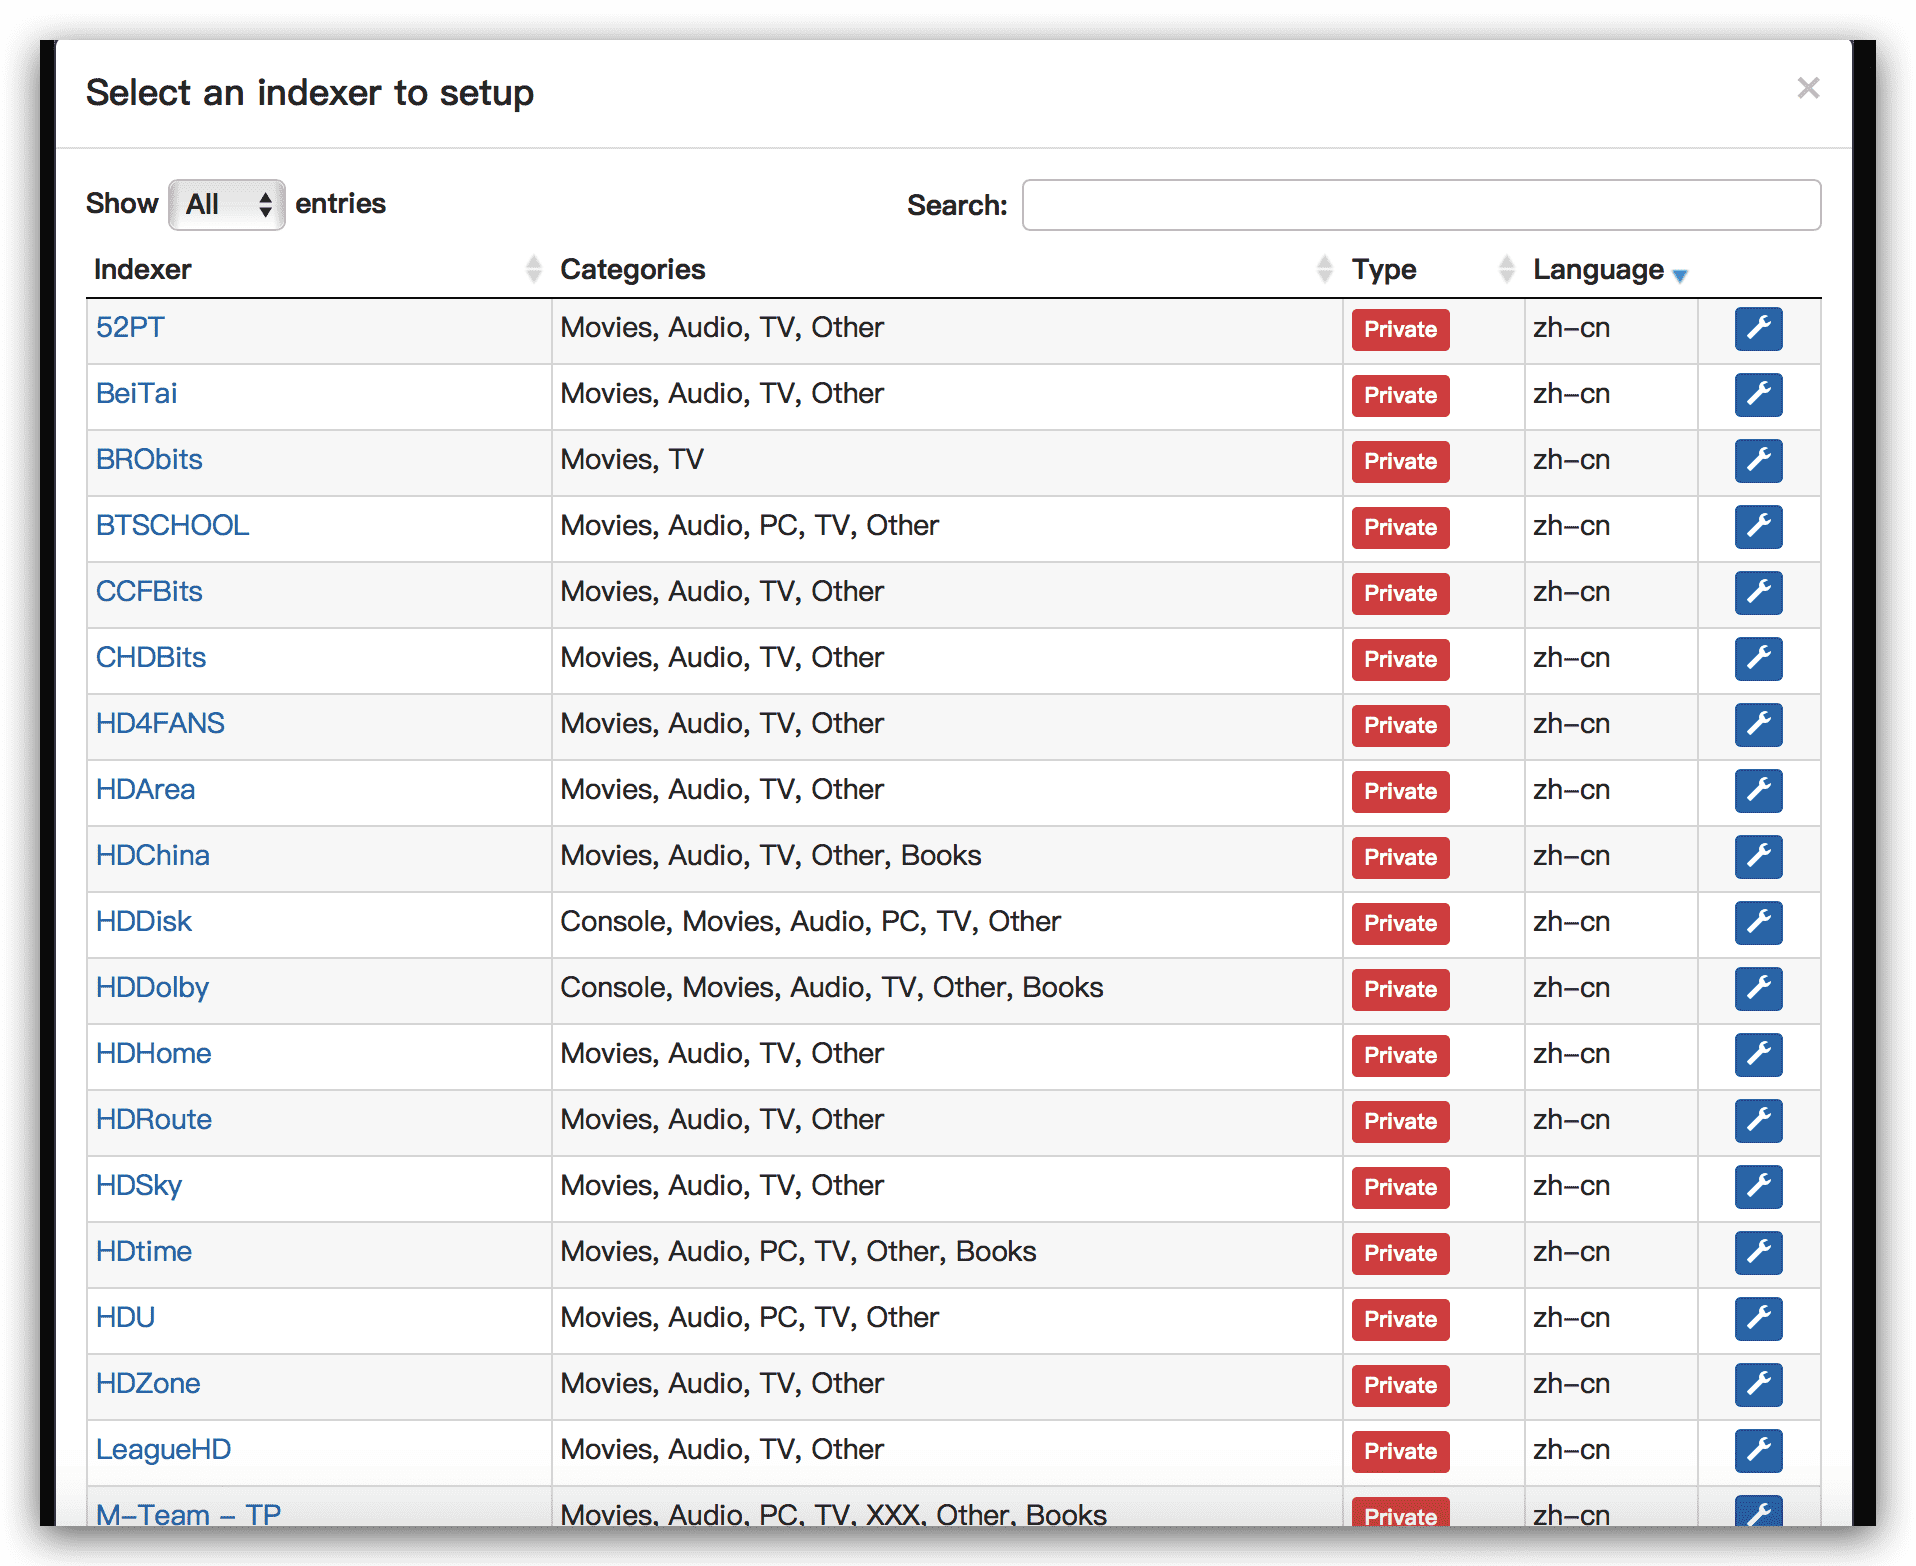 Select an indexer to setup ×
Show All entries Search:
Indexer Categories Type Language
52PT Movies, Audio, TV, Other Private zh-cn
BeiTai Movies, Audio, TV, Other Private zh-cn
BRObits Movies, TV Private zh-cn
BTSCHOOL Movies, Audio, PC, TV, Other Private zh-cn
CCFBits Movies, Audio, TV, Other Private zh-cn
CHDBits Movies, Audio, TV, Other Private zh-cn
HD4FANS Movies, Audio, TV, Other Private zh-cn
HDArea Movies, Audio, TV, Other Private zh-cn
HDChina Movies, Audio, TV, Other, Books Private zh-cn
HDDisk Console, Movies, Audio, PC, TV, Other Private zh-cn
HDDolby Console, Movies, Audio, TV, Other, Books Private zh-cn
HDHome Movies, Audio, TV, Other Private zh-cn
HDRoute Movies, Audio, TV, Other Private zh-cn
HDSky Movies, Audio, TV, Other Private zh-cn
HDtime Movies, Audio, PC, TV, Other, Books Private zh-cn
HDU Movies, Audio, PC, TV, Other Private zh-cn
HDZone Movies, Audio, TV, Other Private zh-cn
LeagueHD Movies, Audio, TV, Other Private zh-cn
M-Team - TP Movies, Audio, PC, TV, XXX, Other, Books Private zh-cn